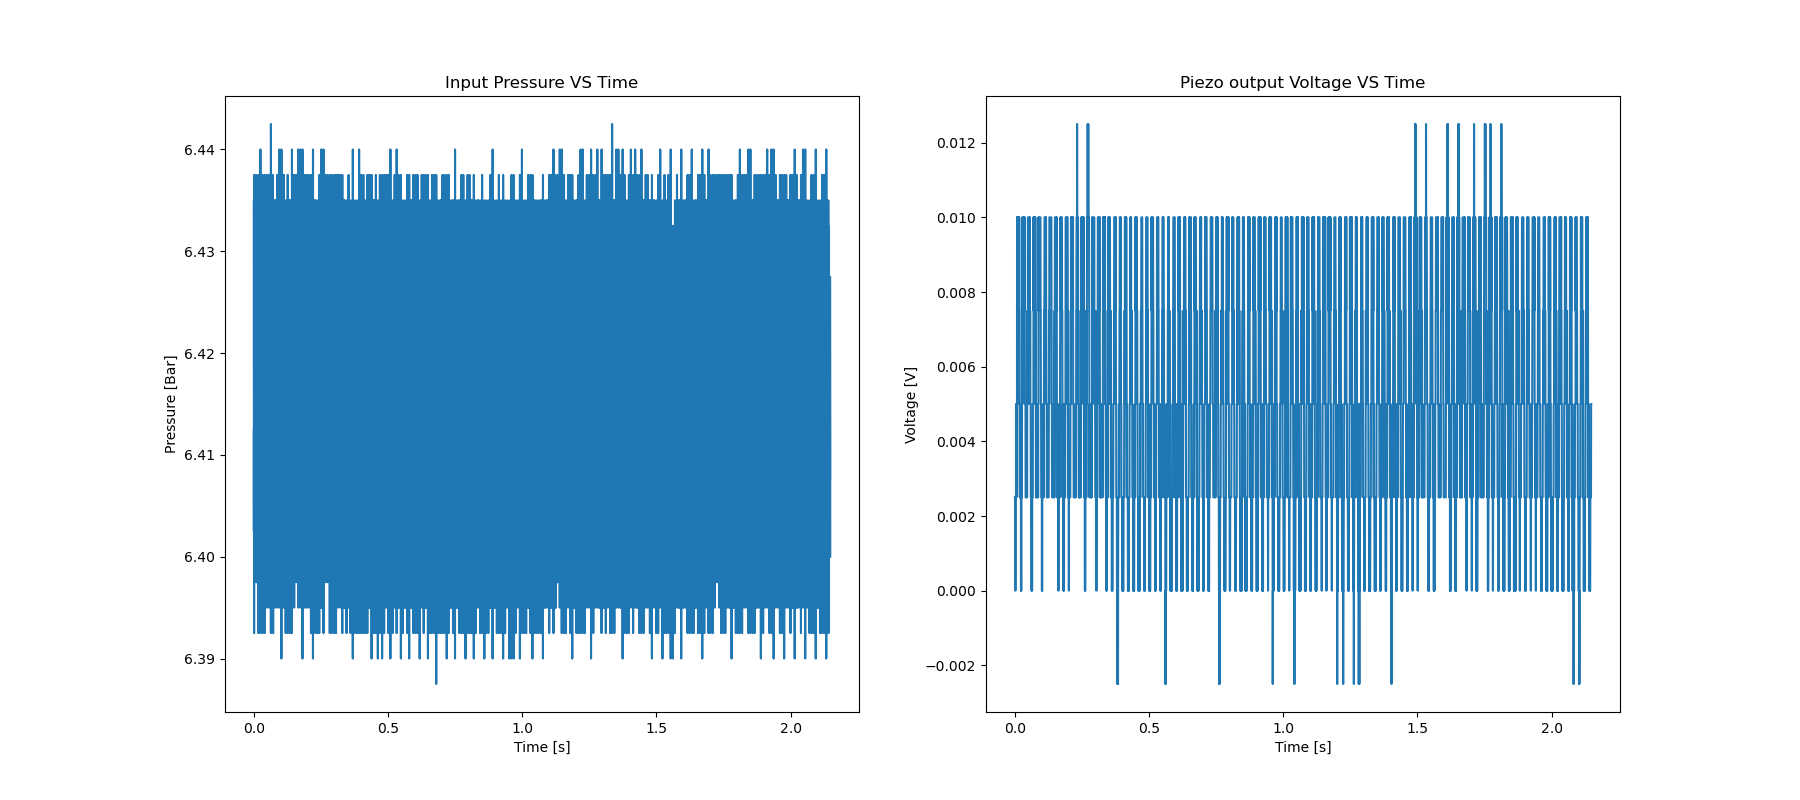 Input Pressure VS Time
6.44
6.43
6.42
6.41
6.40
6.39
Pressure [Bar]
0.0 0.5 1.0 1.5 2.0
Time [s]
Piezo output Voltage VS Time
0.012
0.010
0.008
0.006
0.004
0.002
0.000
−0.002
Voltage [V]
0.0 0.5 1.0 1.5 2.0
Time [s]